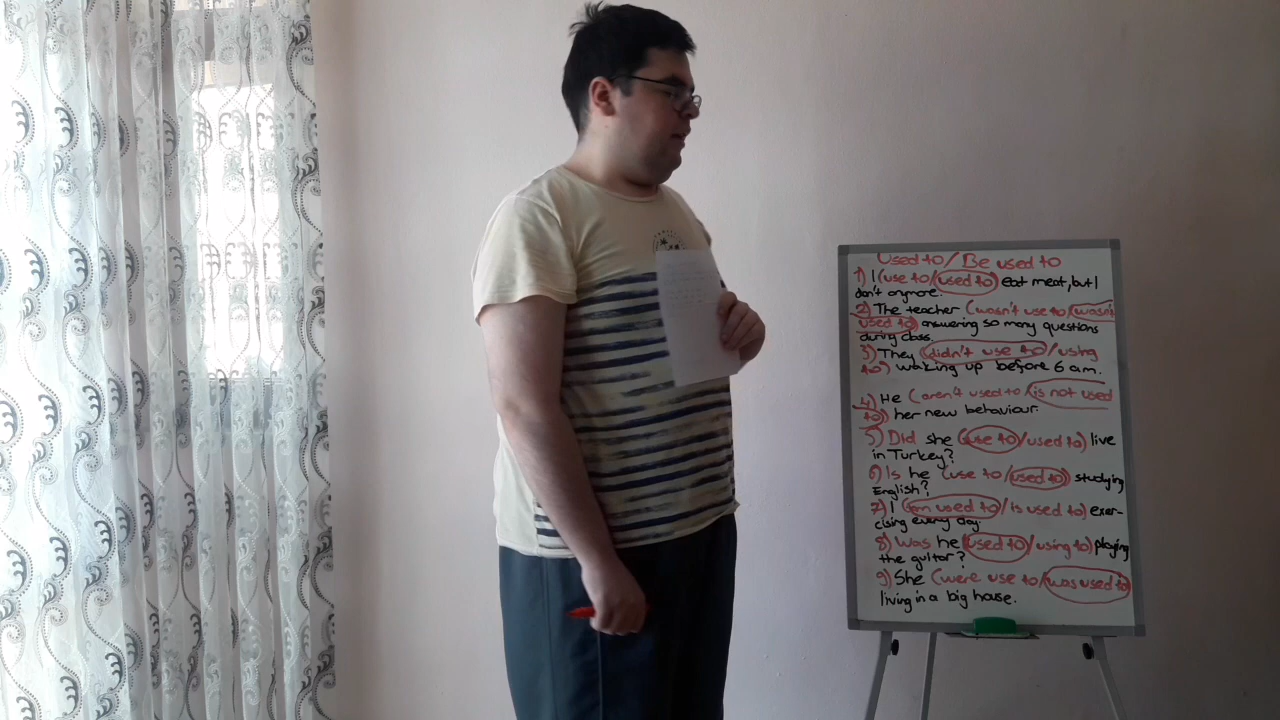 Used to / Be used to
1) I (use to/used to) eat meat, but I
don't anymore.
2) The teacher (wasn't use to/wasn't
used to) answering so many questions
during class.
3) They (didn't use to/using
to) waking up before 6 am.
4) He (aren't used to/is not used
to) her new behaviour.
5) Did she (use to/used to) live
in Turkey?
6) Is he (use to/used to) studying
English?
7) I (am used to/is used to) exer-
cising every day.
8) Was he (used to/using to) playing
the guitar?
9) She (were use to/was used to)
living in a big house.